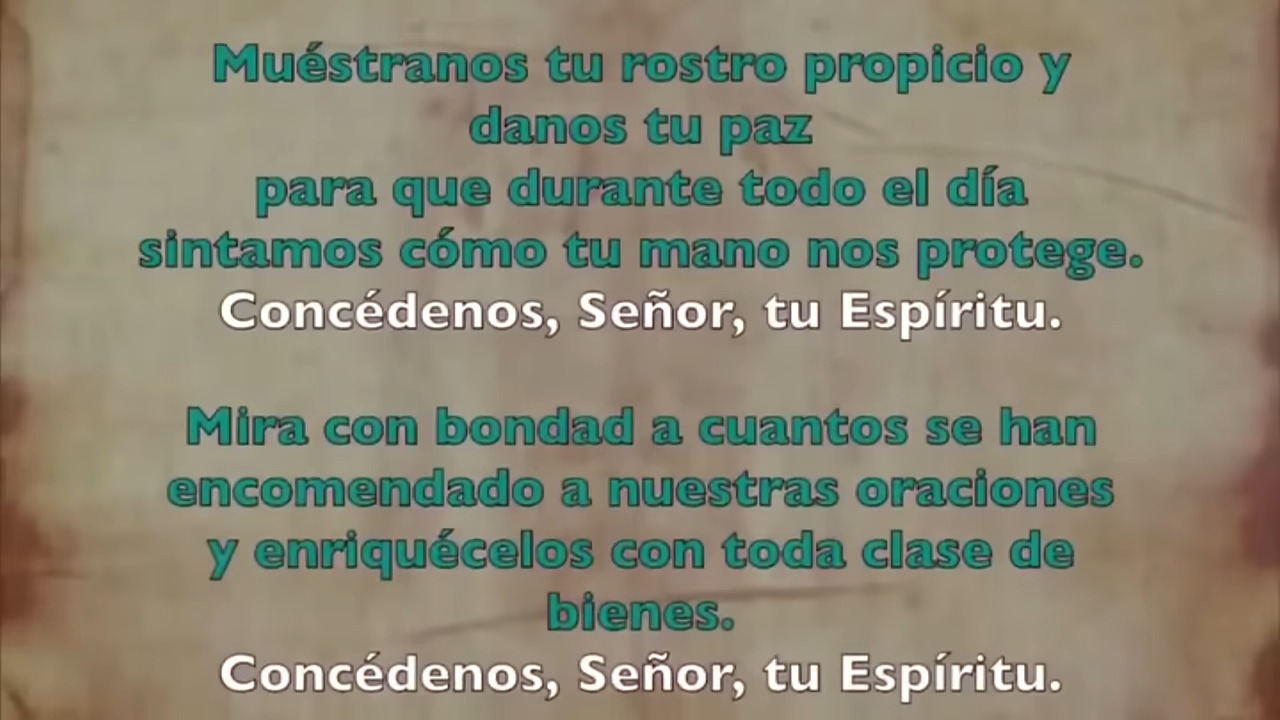 Muéstranos tu rostro propicio y
danos tu paz
para que durante todo el día
sintamos cómo tu mano nos protege.
Concédenos, Señor, tu Espíritu.
Mira con bondad a cuantos se han
encomendado a nuestras oraciones
y enriquécelos con toda clase de
bienes.
Concédenos, Señor, tu Espíritu.